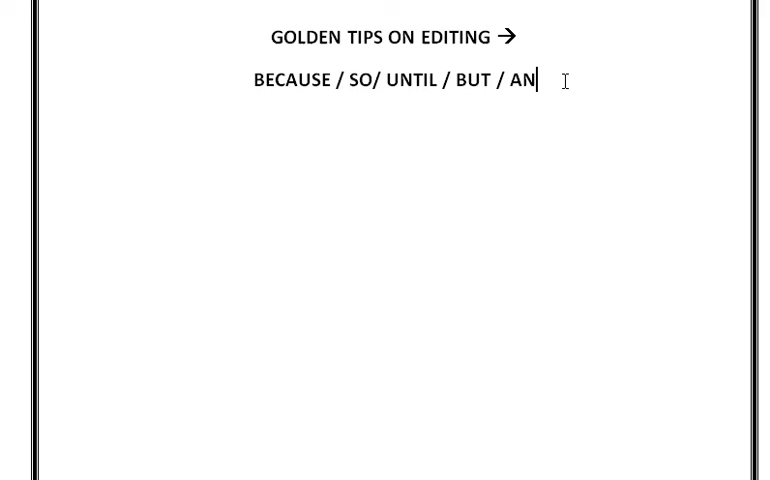 GOLDEN TIPS ON EDITING →
BECAUSE / SO/ UNTIL / BUT / AN